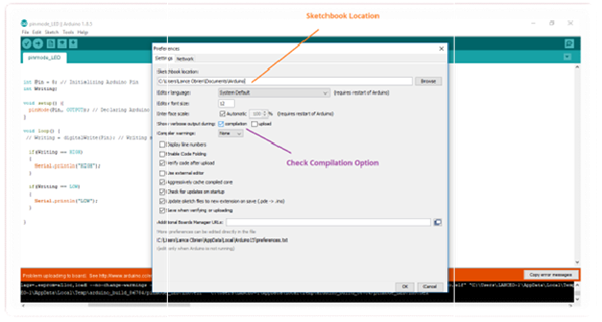 Sketchbook Location
pinmode_LED | Arduino 1.8.5
File Edit Sketch Tools Help
pinmode_LED
int Pin = 6; // Initializing Arduino Pin
int Writing;
void setup() {
pinMode(Pin, OUTPUT); // Declaring Arduino
}
void loop() {
// Writing = digitalWrite(Pin); // Writing
if(Writing == HIGH)
{
Serial.println("HIGH");
}
if(Writing == LOW)
{
Serial.println("LOW");
}
}
Preferences
Settings Network
Sketchbook location:
C:\Users\Lance Obrien\Documents\Arduino
Browse
Editor language:
System Default
(requires restart of Arduino)
Editor font size:
12
Interface scale:
Automatic
100
%
(requires restart of Arduino)
Show verbose output during:
compilation
upload
Compiler warnings:
None
Display line numbers
Enable Code Folding
Verify code after upload
Use external editor
Aggressively cache compiled core
Check for updates on startup
Update sketch files to new extension on save (.pde -> .ino)
Save when verifying or uploading
Additional Boards Manager URLs:
More preferences can be edited directly in the file
C:\Users\Lance Obrien\AppData\Local\Arduino15\preferences.txt
(edit only when Arduino is not running)
OK
Cancel
Check Compilation Option
Problem uploading to board. See http://www.arduino.cc/en
Copy error messages